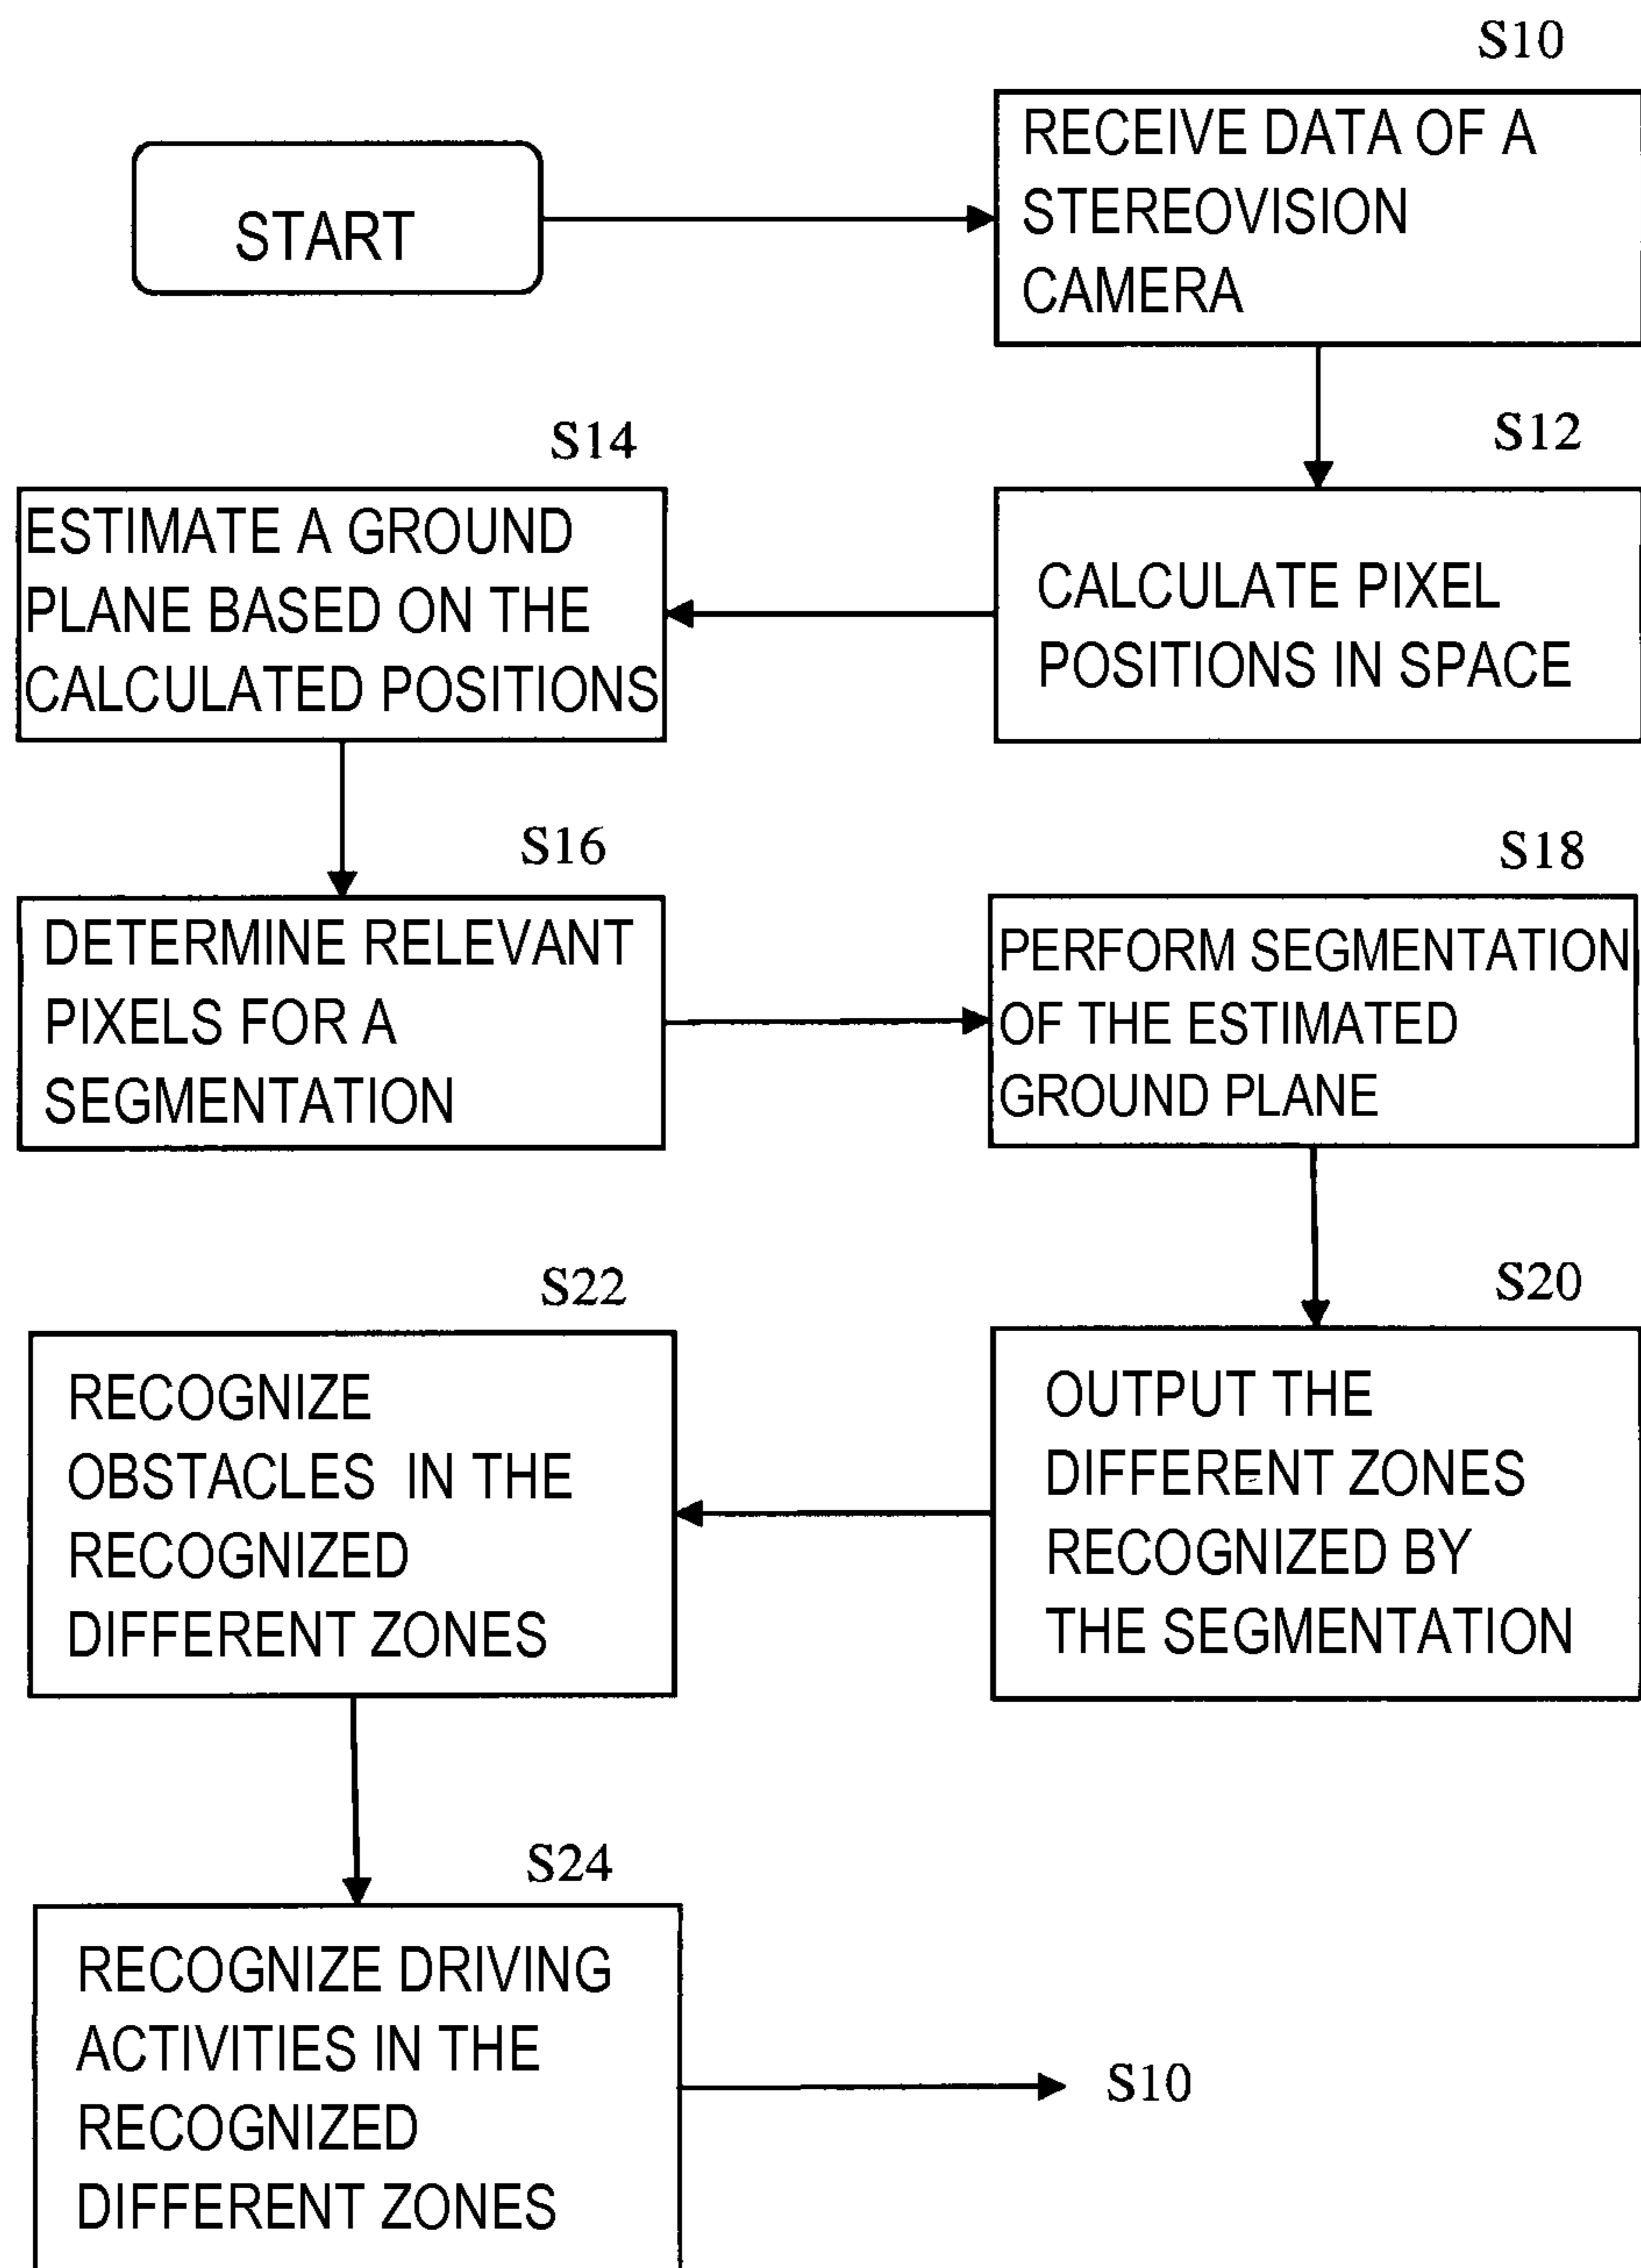 START
S10
RECEIVE DATA OF A
STEREOVISION
CAMERA
S12
CALCULATE PIXEL
POSITIONS IN SPACE
S14
ESTIMATE A GROUND
PLANE BASED ON THE
CALCULATED POSITIONS
S16
DETERMINE RELEVANT
PIXELS FOR A
SEGMENTATION
S18
PERFORM SEGMENTATION
OF THE ESTIMATED
GROUND PLANE
S20
OUTPUT THE
DIFFERENT ZONES
RECOGNIZED BY
THE SEGMENTATION
S22
RECOGNIZE
OBSTACLES IN THE
RECOGNIZED
DIFFERENT ZONES
S24
RECOGNIZE DRIVING
ACTIVITIES IN THE
RECOGNIZED
DIFFERENT ZONES
S10